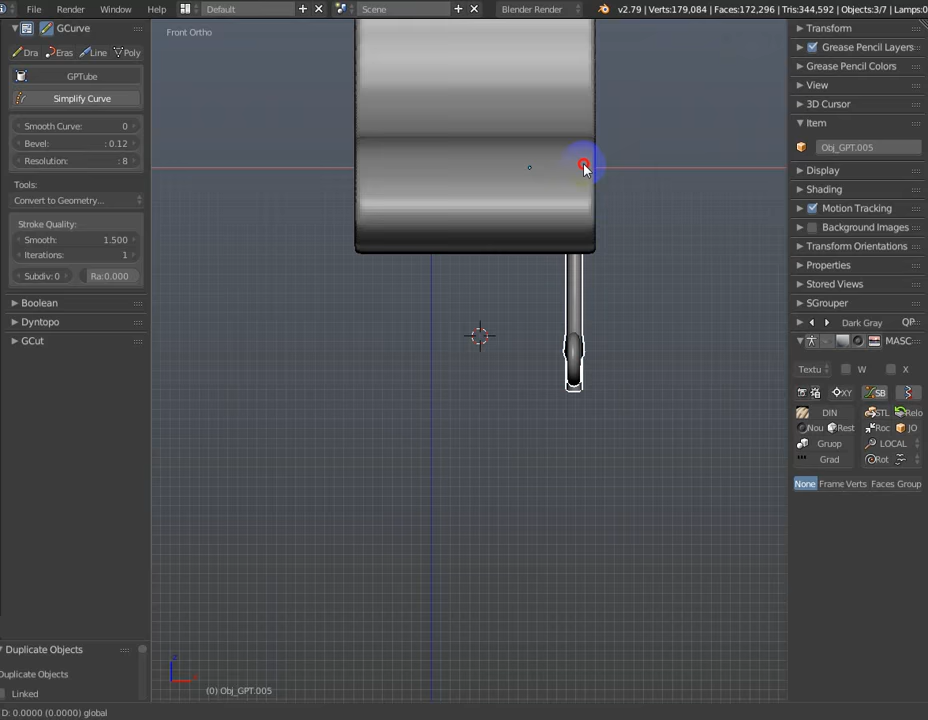 File Render Window Help Default Scene Blender Render v2.79 | Verts:179,084 | Faces:172,296 | Tris:344,592 | Objects:3/7 | Lamps:0
GCurve
Dra Eras Line Poly
GPTube
Simplify Curve
Smooth Curve: 0
Bevel: : 0.12
Resolution: : 8
Tools:
Convert to Geometry...
Stroke Quality:
Smooth: 1.500
Iterations: 1
Subdiv: 0 Ra:0.000
Boolean
Dyntopo
GCut
Duplicate Objects
Duplicate Objects
Linked
Front Ortho
(0) Obj_GPT.005
D: 0.0000 (0.0000) global
Transform
Grease Pencil Layers
Grease Pencil Colors
View
3D Cursor
Item
Obj_GPT.005
Display
Shading
Motion Tracking
Background Images
Transform Orientations
Properties
Stored Views
SGrouper
Dark Gray QP
MASC
Textu W X
XY SB
DIN STL Relo
Nou Rest Roc JO
Gruop LOCAL
Grad Rot
None Frame Verts Faces Group